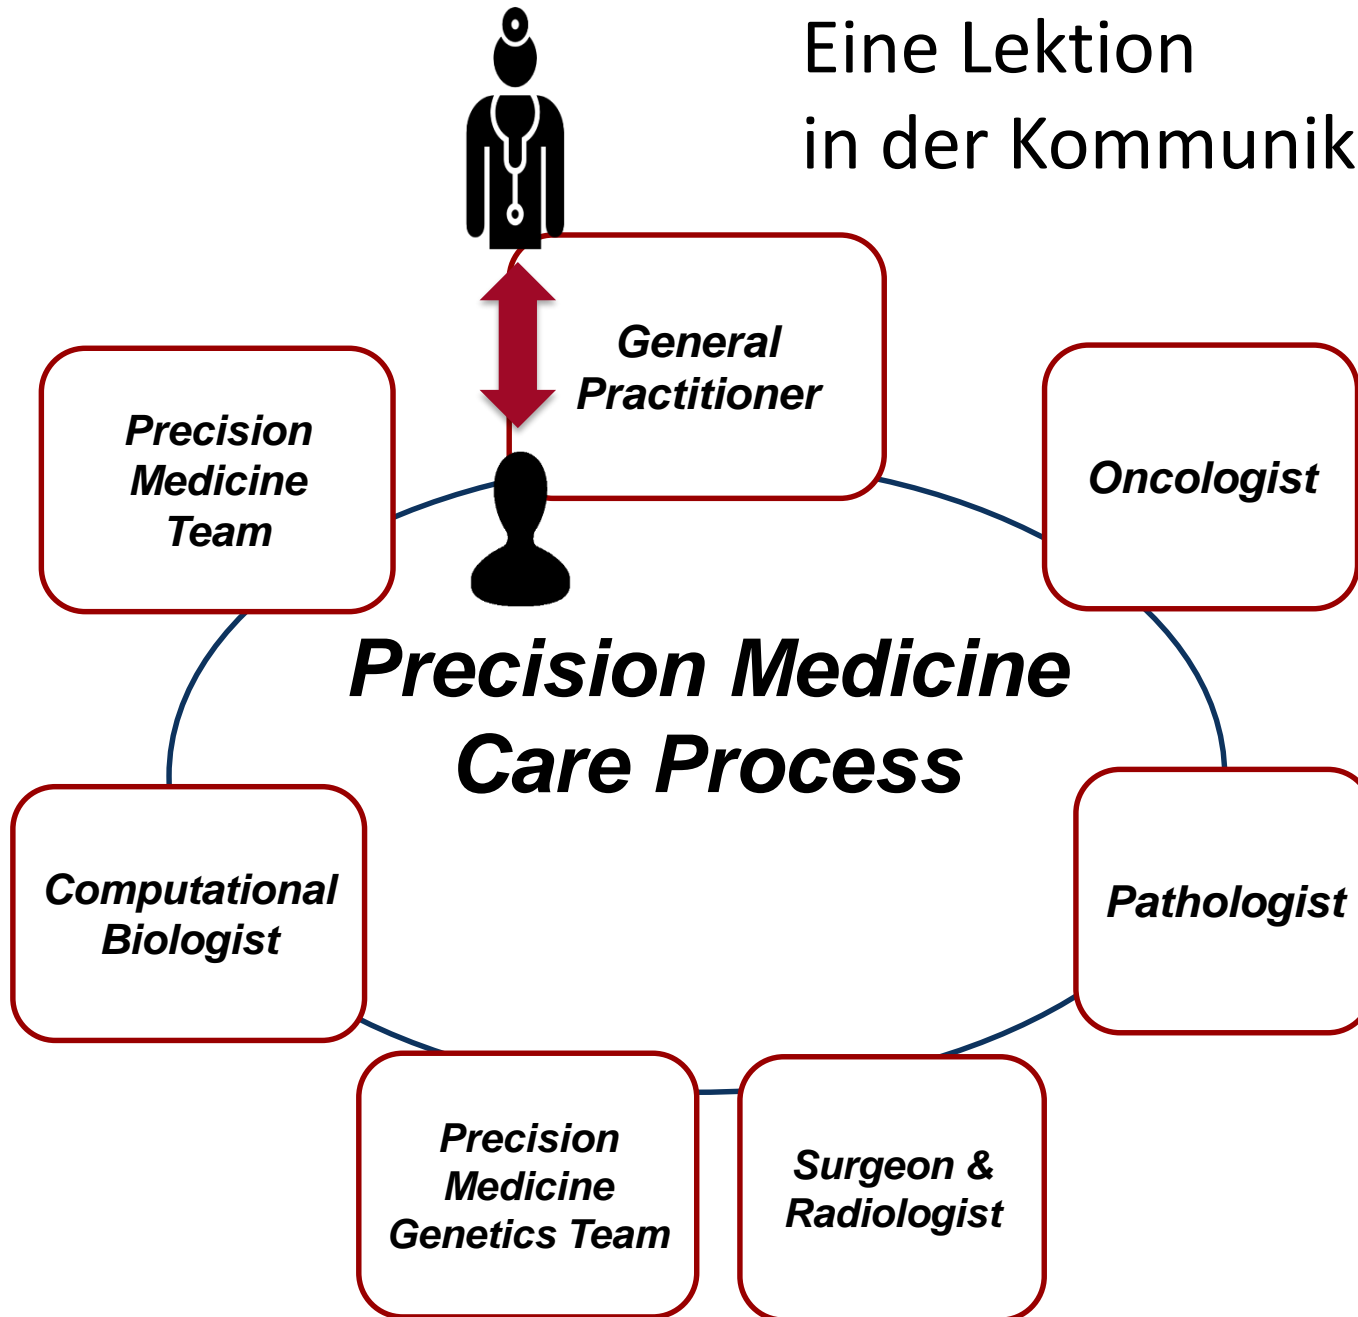 Eine Lektion
in der Kommunik
General
Practitioner
Precision
Medicine
Team
Oncologist
Precision Medicine
Care Process
Computational
Biologist
Pathologist
Precision
Medicine
Genetics Team
Surgeon &
Radiologist